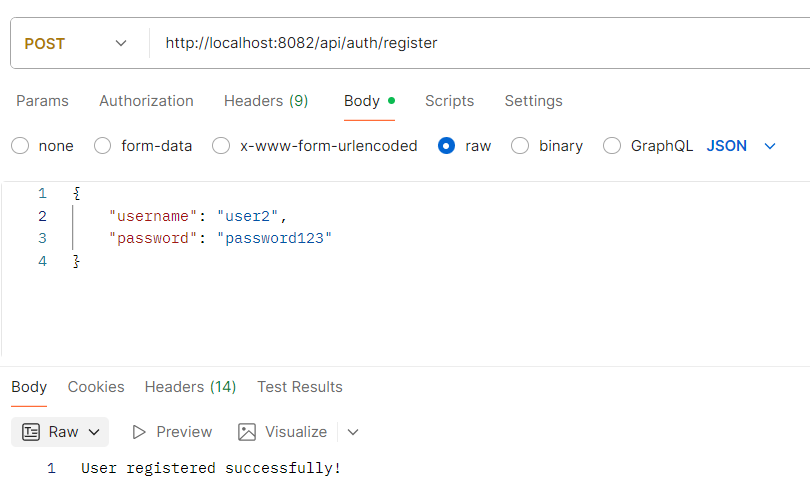 POST http://localhost:8082/api/auth/register
Params Authorization Headers (9) Body Scripts Settings
none form-data x-www-form-urlencoded raw binary GraphQL JSON
1 {
2 "username": "user2",
3 "password": "password123"
4 }
Body Cookies Headers (14) Test Results
Raw Preview Visualize
1 User registered successfully!